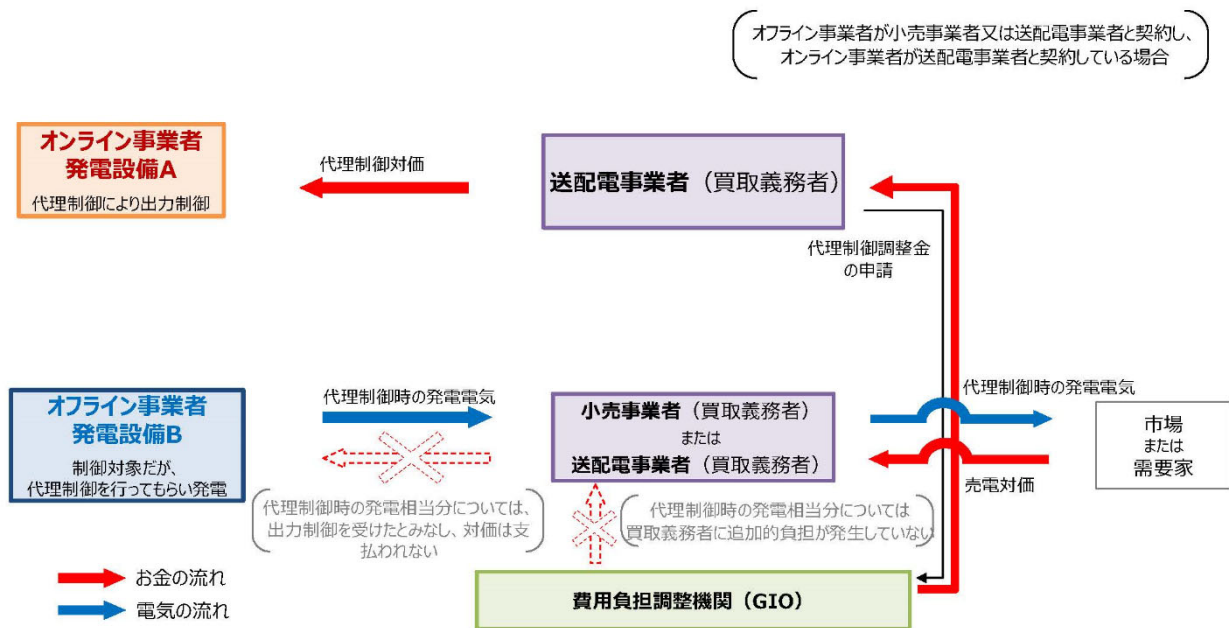 オフライン事業者が小売事業者又は送配電事業者と契約し、
オンライン事業者が送配電事業者と契約している場合
オンライン事業者
発電設備A
代理制御により出力制御
代理制御対価
送配電事業者（買取義務者）
代理制御調整金
の申請
オフライン事業者
発電設備B
制御対象だが、
代理制御を行ってもらい発電
代理制御時の発電電気
小売事業者（買取義務者）
または
送配電事業者（買取義務者）
代理制御時の発電電気
市場
または
需要家
売電対価
代理制御時の発電相当分については、
出力制御を受けたとみなし、対価は支
払われない
代理制御時の発電相当分については
買取義務者に追加的負担が発生していない
お金の流れ
電気の流れ
費用負担調整機関（GIO）